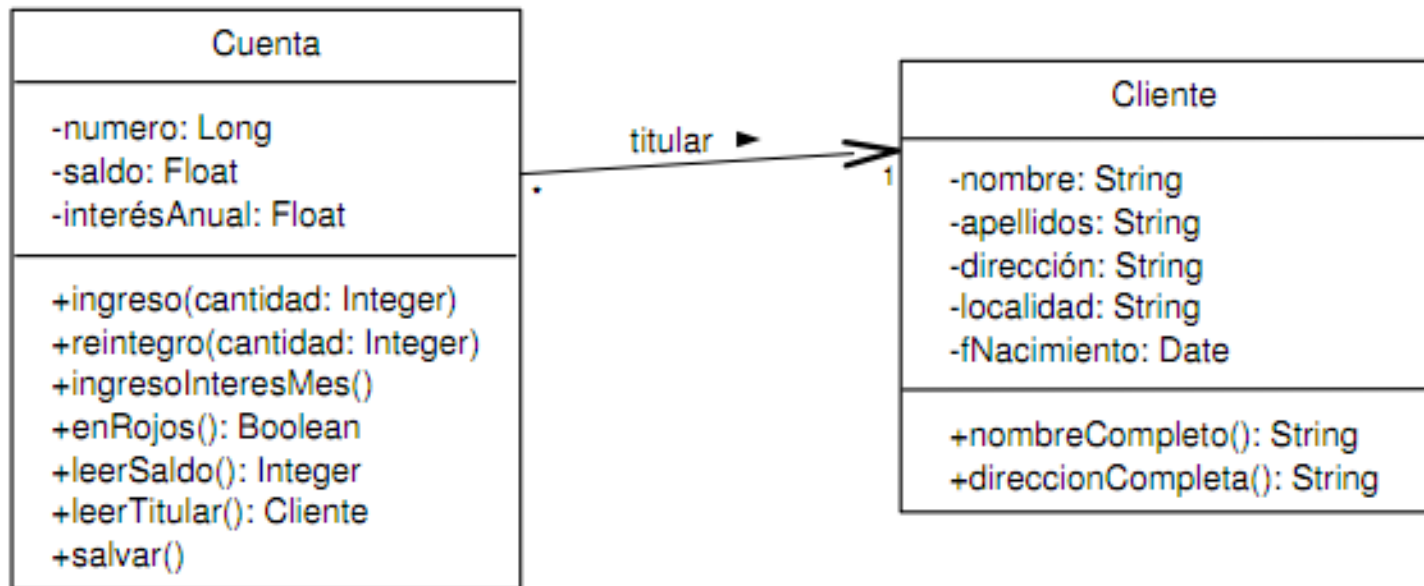 Cuenta
-numero: Long
-saldo: Float
-interésAnual: Float
+ingreso(cantidad: Integer)
+reintegro(cantidad: Integer)
+ingresoInteresMes()
+enRojos(): Boolean
+leerSaldo(): Integer
+leerTitular(): Cliente
+salvar()
titular ►
*
1
Cliente
-nombre: String
-apellidos: String
-dirección: String
-localidad: String
-fNacimiento: Date
+nombreCompleto(): String
+direccionCompleta(): String